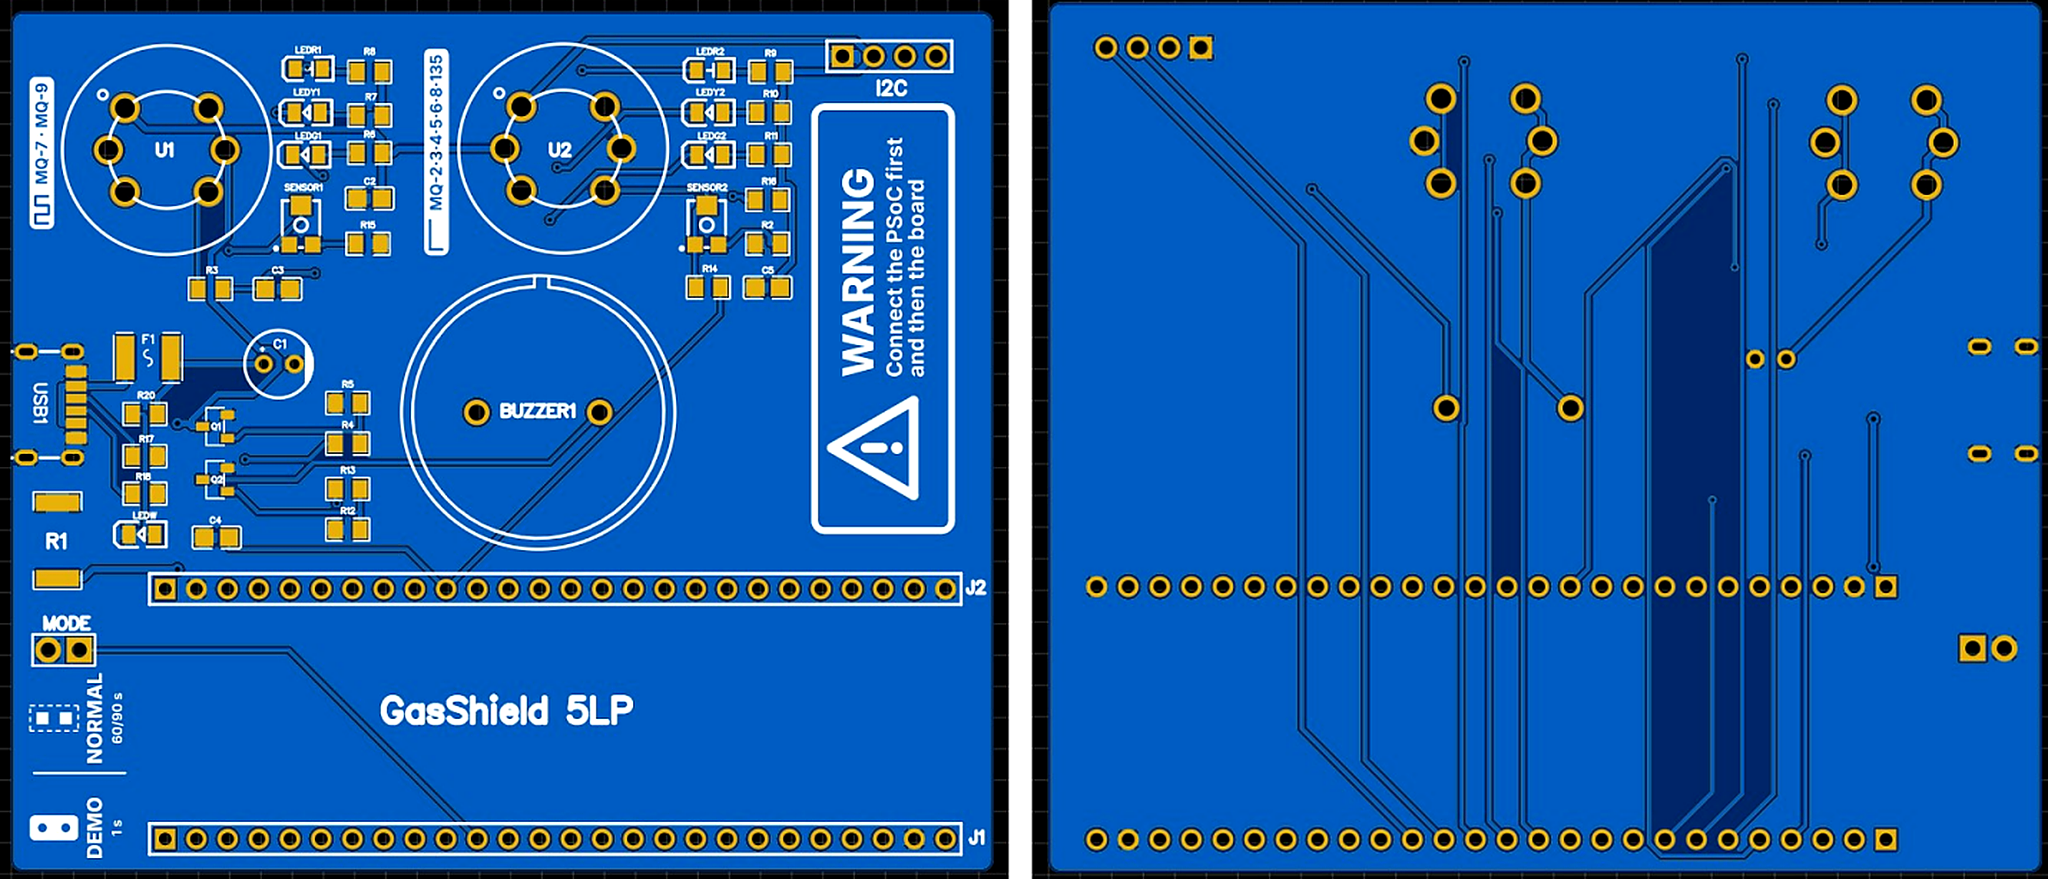 LEDR1
R8
LEDY1
R7
LEDG1
R6
C2
SENSOR1
R15
R3
C3
U1
MQ-7 · MQ-9
MQ-2·3·4·5·6·8·135
U2
LEDR2
R9
LEDY2
R10
LEDG2
R11
SENSOR2
R16
R2
R14
C5
I2C
WARNING
Connect the PSoC first
and then the board
F1
C1
USB1
R20
Q1
R17
Q2
R18
LEDW
C4
R5
R4
R13
R12
BUZZER1
R1
J2
MODE
NORMAL
60/90 s
GasShield 5LP
DEMO
1 s
J1